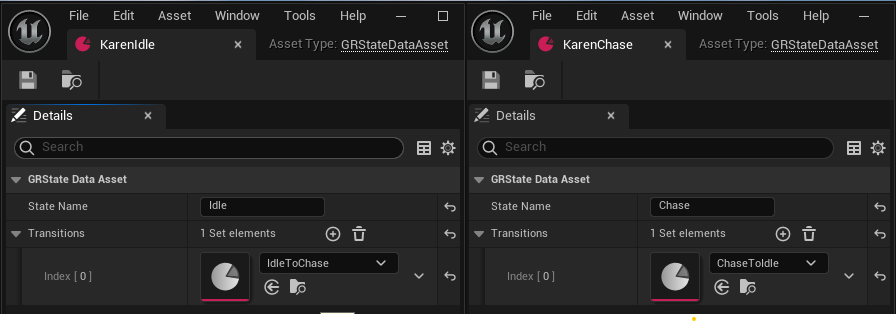 File Edit Asset Window Tools Help
KarenIdle
Asset Type: GRStateDataAsset
Details
Search
GRState Data Asset
State Name Idle
Transitions 1 Set elements
Index [ 0 ] IdleToChase
File Edit Asset Window Tools Help
KarenChase
Asset Type: GRStateDataAsset
Details
Search
GRState Data Asset
State Name Chase
Transitions 1 Set elements
Index [ 0 ] ChaseToIdle